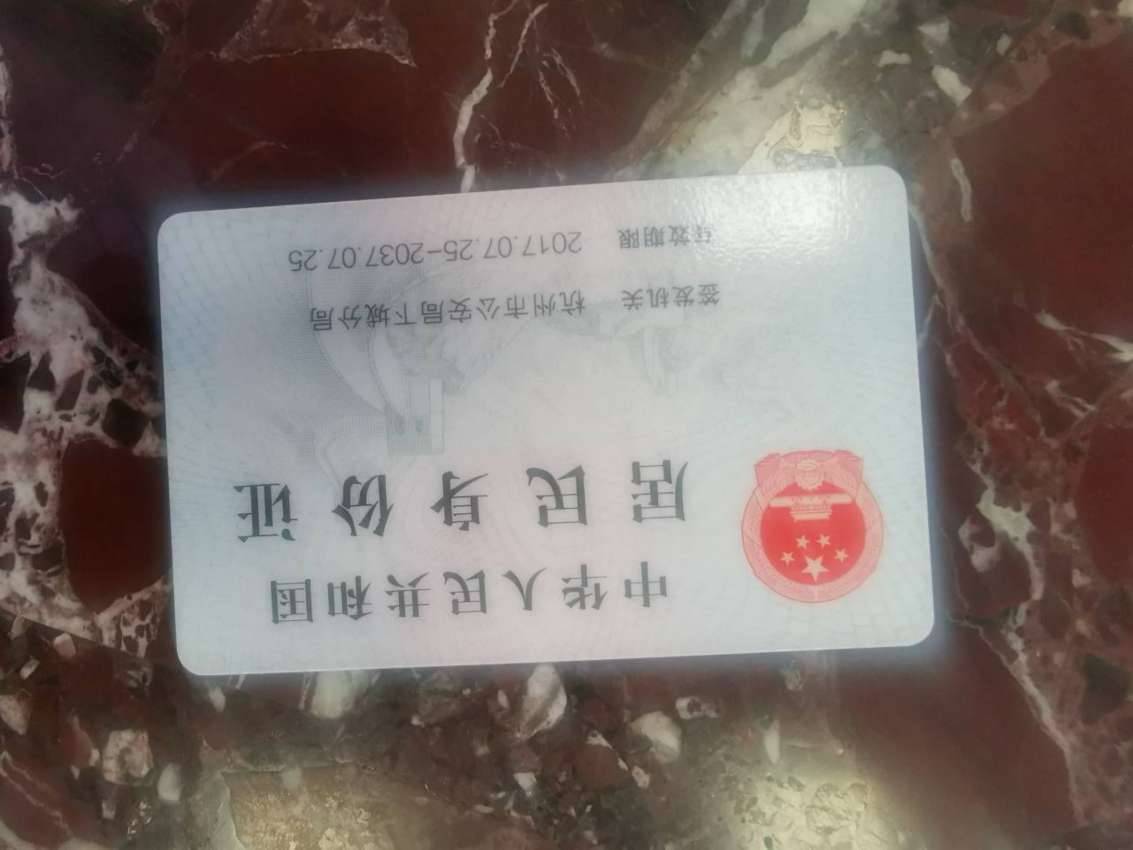 中华人民共和国
居民身份证
签发机关 杭州市公安局下城分局
有效期限 2017.07.25-2037.07.25